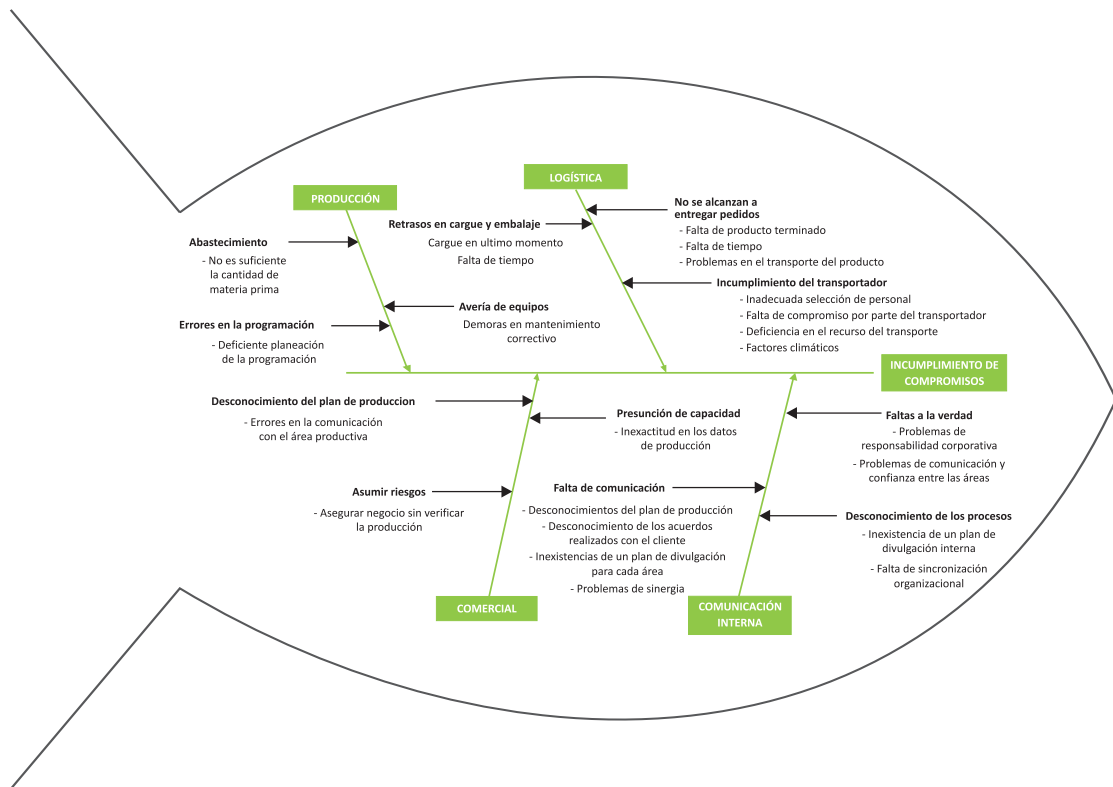 LOGÍSTICA
PRODUCCIÓN
No se alcanzan a
entregar pedidos
- Falta de producto terminado
- Falta de tiempo
- Problemas en el transporte del producto
Retrasos en cargue y embalaje
Cargue en ultimo momento
Falta de tiempo
Abastecimiento
- No es suficiente
la cantidad de
materia prima
Incumplimiento del transportador
- Inadecuada selección de personal
- Falta de compromiso por parte del transportador
- Deficiencia en el recurso del transporte
- Factores climáticos
Avería de equipos
Demoras en mantenimiento
correctivo
Errores en la programación
- Deficiente planeación
de la programación
INCUMPLIMIENTO DE
COMPROMISOS
Desconocimiento del plan de produccion
- Errores en la comunicación
con el área productiva
Presunción de capacidad
- Inexactitud en los datos
de producción
Faltas a la verdad
- Problemas de
responsabilidad corporativa
- Problemas de comunicación y
confianza entre las áreas
Asumir riesgos
- Asegurar negocio sin verificar
la producción
Falta de comunicación
- Desconocimientos del plan de producción
- Desconocimiento de los acuerdos
realizados con el cliente
- Inexistencias de un plan de divulgación
para cada área
- Problemas de sinergia
Desconocimiento de los procesos
- Inexistencia de un plan de
divulgación interna
- Falta de sincronización
organizacional
COMERCIAL
COMUNICACIÓN
INTERNA